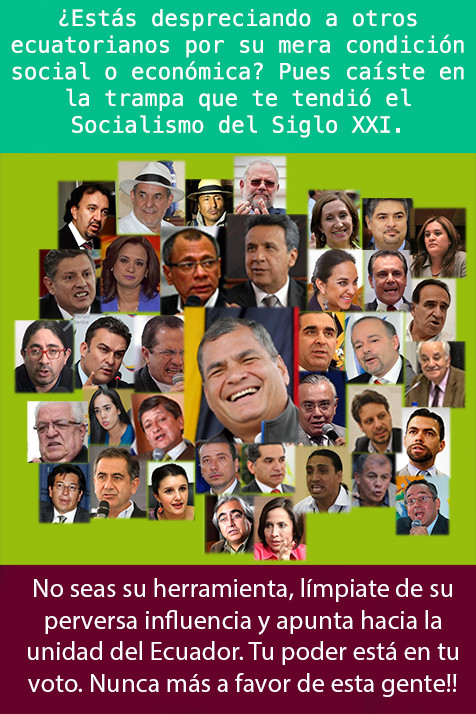 ¿Estás despreciando a otros
ecuatorianos por su mera condición
social o económica? Pues caíste en
la trampa que te tendió el
Socialismo del Siglo XXI.
No seas su herramienta, límpiate de su
perversa influencia y apunta hacia la
unidad del Ecuador. Tu poder está en tu
voto. Nunca más a favor de esta gente!!